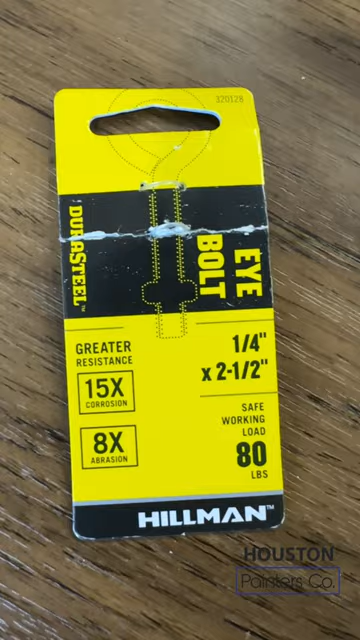 320128
DURASTEEL™
EYE
BOLT
GREATER
RESISTANCE
15X
CORROSION
8X
ABRASION
1/4"
x 2-1/2"
SAFE
WORKING
LOAD
80
LBS
HILLMAN™
HOUSTON
Painters Co.